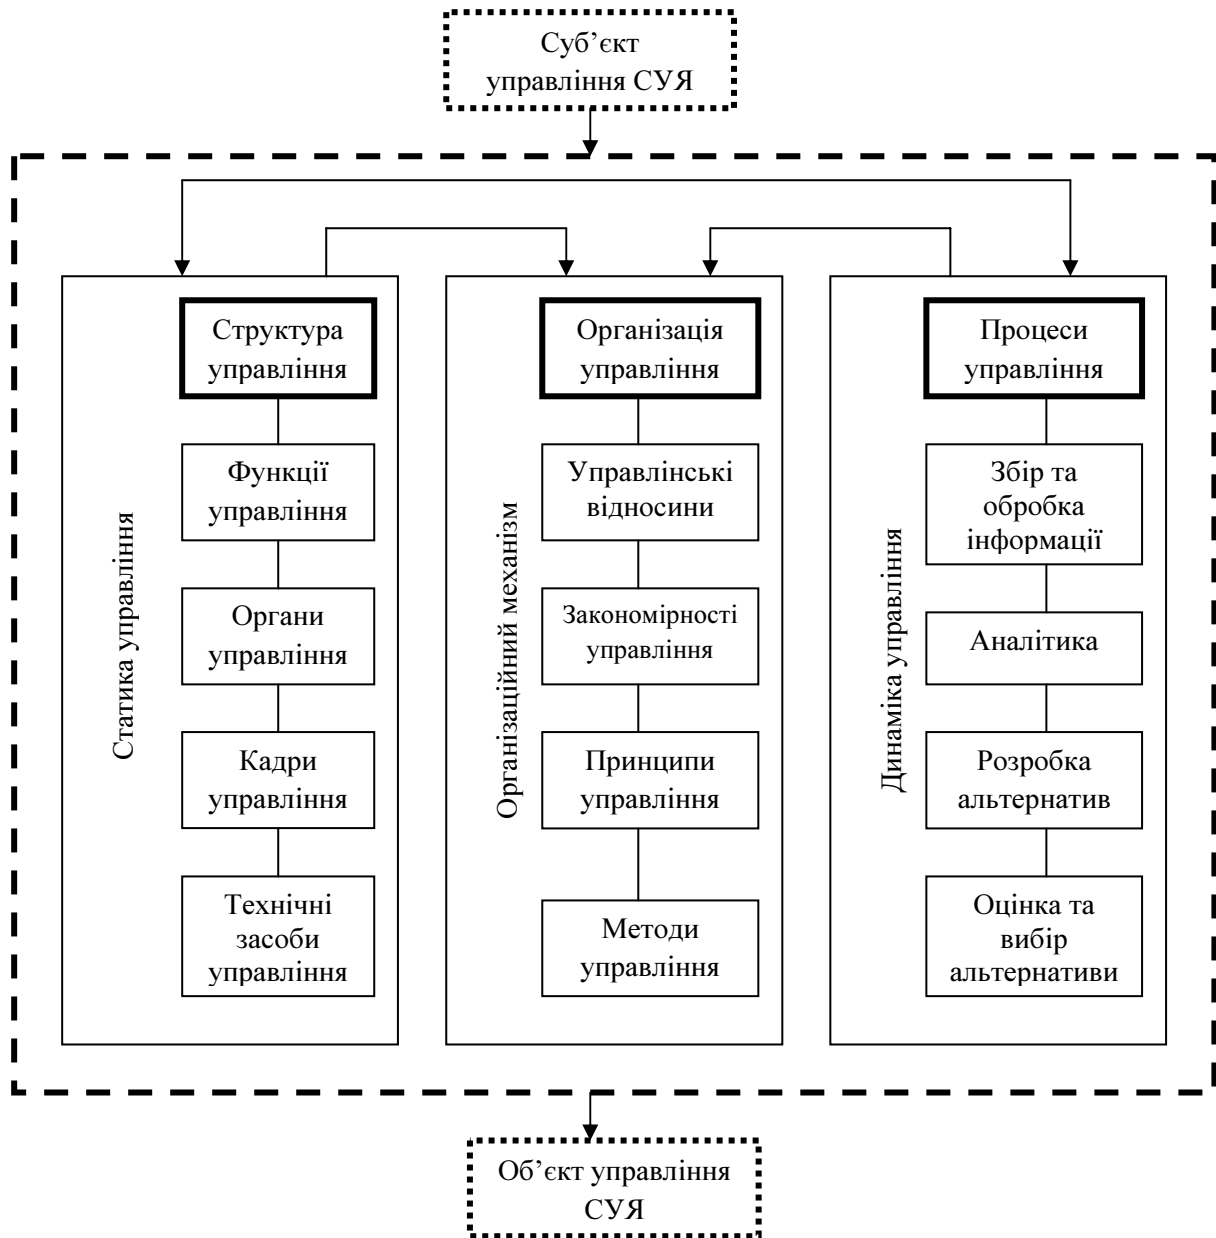 Суб’єкт
управління СУЯ
Статика управління
Структура
управління
Функції
управління
Органи
управління
Кадри
управління
Технічні
засоби
управління
Організаційний механізм
Організація
управління
Управлінські
відносини
Закономірності
управління
Принципи
управління
Методи
управління
Динаміка управління
Процеси
управління
Збір та
обробка
інформації
Аналітика
Розробка
альтернатив
Оцінка та
вибір
альтернативи
Об’єкт управління
СУЯ